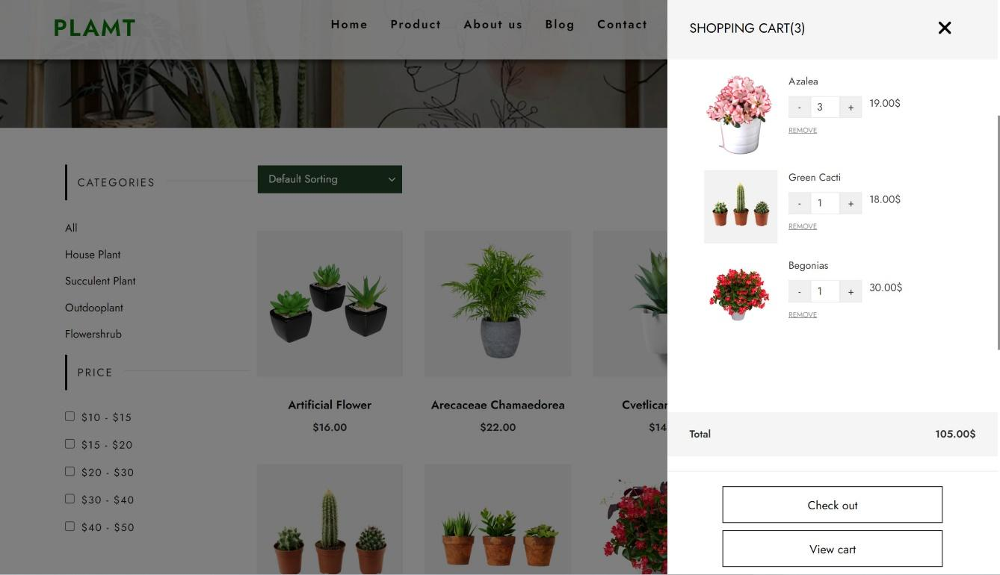 PLAMT
Home Product About us Blog Contact
CATEGORIES
All
House Plant
Succulent Plant
Outdooplant
Flowershrub
PRICE
$10 - $15
$15 - $20
$20 - $30
$30 - $40
$40 - $50
Default Sorting
Artificial Flower
$16.00
Arecaceae Chamaedorea
$22.00
Cvetlicar
$14
SHOPPING CART(3)
Azalea
- 3 + 19.00$
REMOVE
Green Cacti
- 1 + 18.00$
REMOVE
Begonias
- 1 + 30.00$
REMOVE
Total 105.00$
Check out
View cart